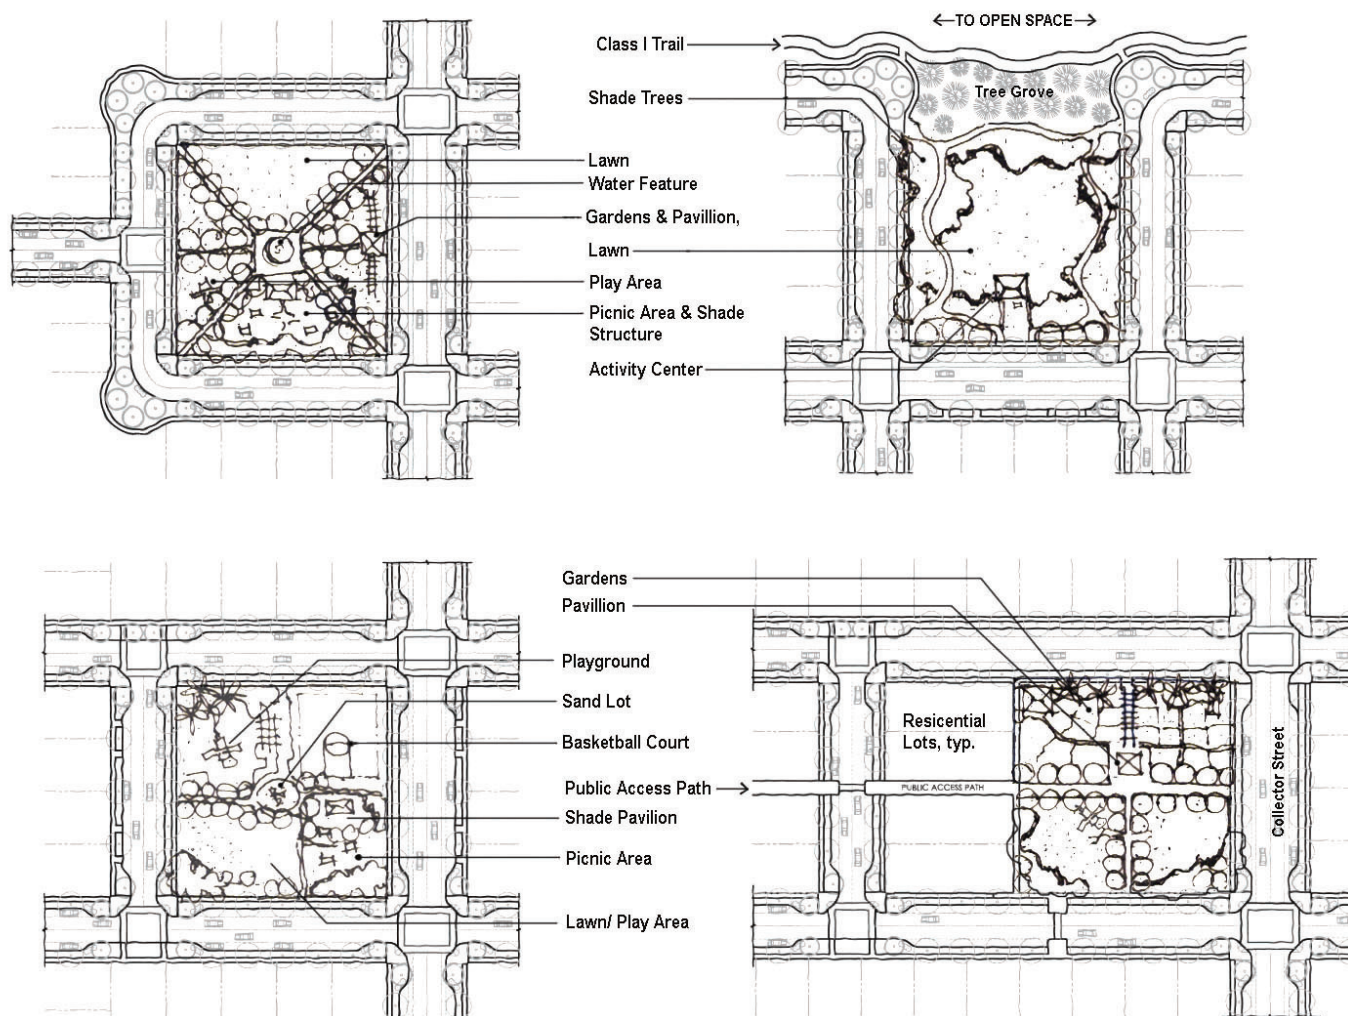 ←TO OPEN SPACE→
Class I Trail
Tree Grove
Shade Trees
Lawn
Water Feature
Gardens & Pavillion,
Lawn
Play Area
Picnic Area & Shade
Structure
Activity Center
Gardens
Pavillion
Playground
Sand Lot
Basketball Court
Public Access Path
Shade Pavilion
Picnic Area
Lawn/ Play Area
Resicential
Lots, typ.
PUBLIC ACCESS PATH
Collector Street